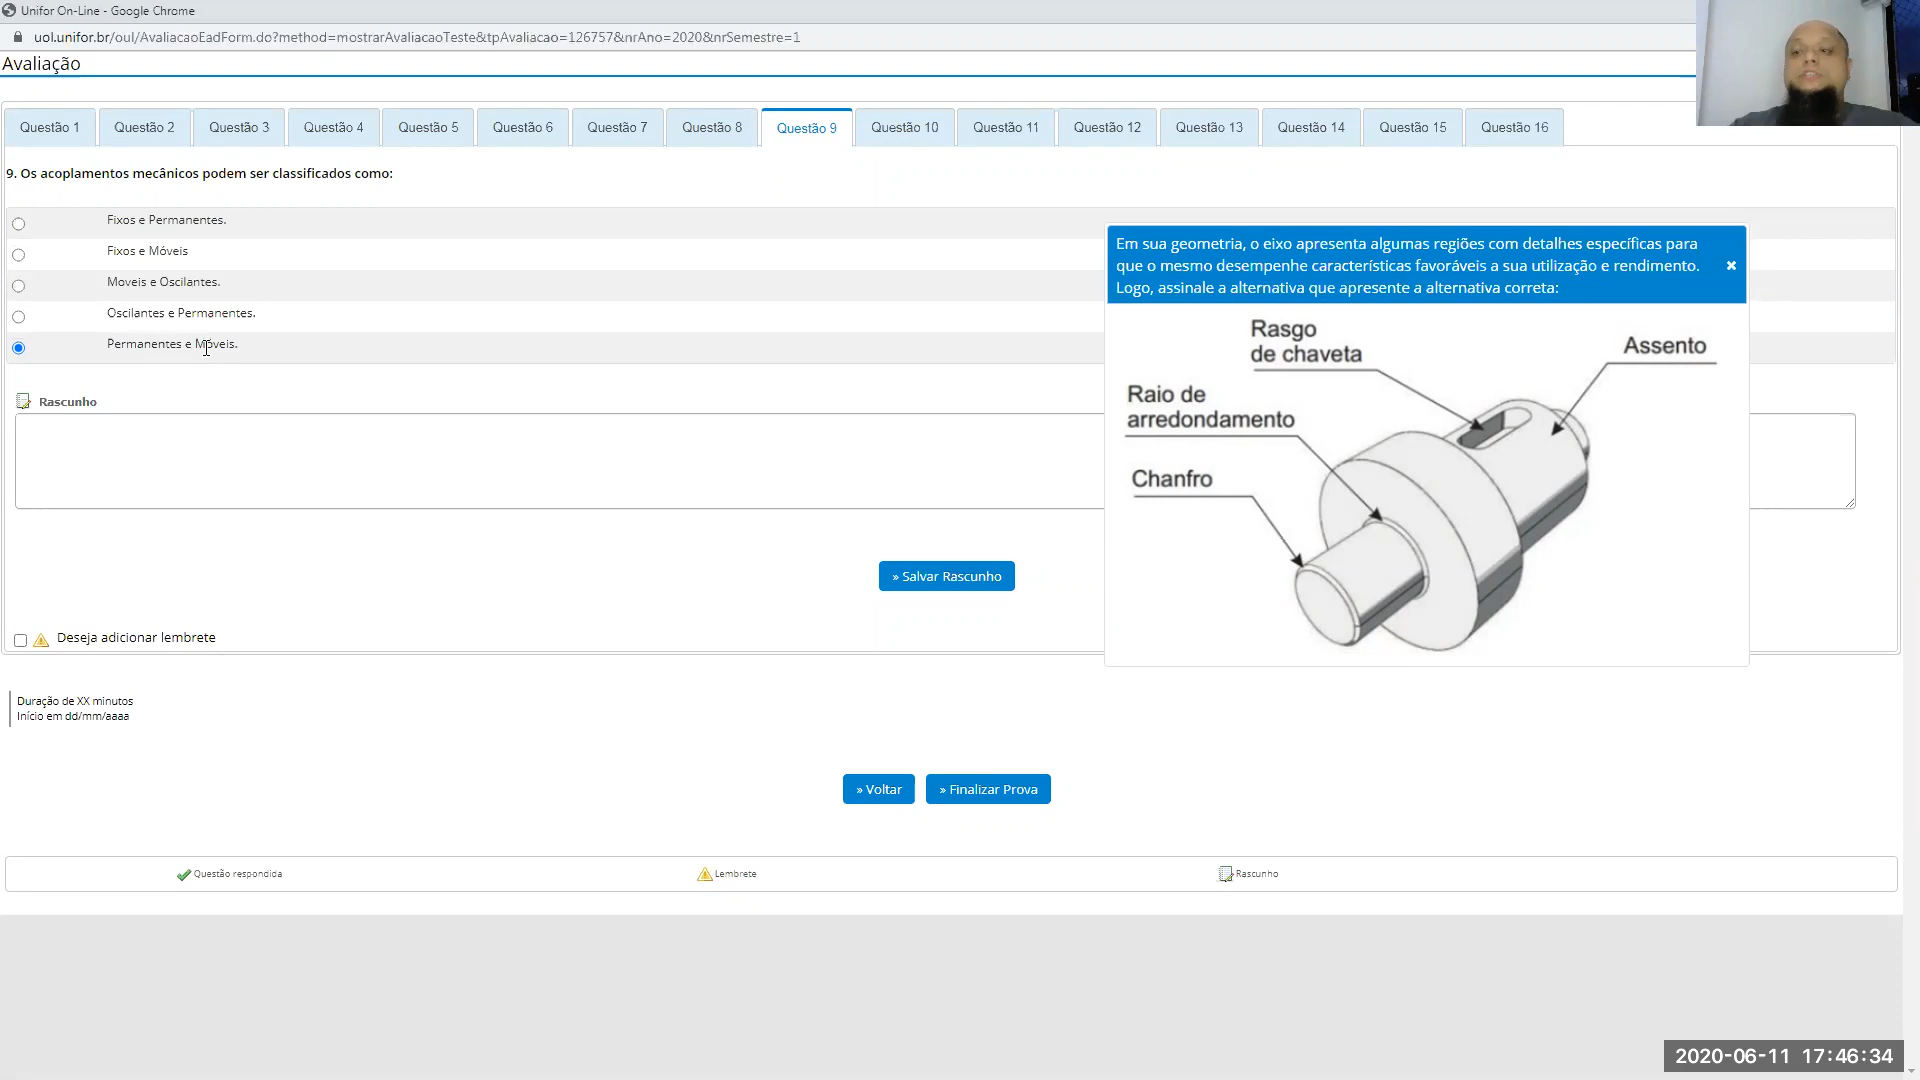 Unifor On-Line - Google Chrome
uol.unifor.br/oul/AvaliacaoEadForm.do?method=mostrarAvaliacaoTeste&tpAvaliacao=126757&nrAno=2020&nrSemestre=1
Avaliação
Questão 1 Questão 2 Questão 3 Questão 4 Questão 5 Questão 6 Questão 7 Questão 8 Questão 9 Questão 10 Questão 11 Questão 12 Questão 13 Questão 14 Questão 15 Questão 16
9. Os acoplamentos mecânicos podem ser classificados como:
Fixos e Permanentes.
Fixos e Móveis
Moveis e Oscilantes.
Oscilantes e Permanentes.
Permanentes e Móveis.
Em sua geometria, o eixo apresenta algumas regiões com detalhes específicas para
que o mesmo desempenhe características favoráveis a sua utilização e rendimento.
Logo, assinale a alternativa que apresente a alternativa correta:
Rasgo
de chaveta
Assento
Raio de
arredondamento
Chanfro
Rascunho
» Salvar Rascunho
Deseja adicionar lembrete
Duração de XX minutos
Início em dd/mm/aaaa
» Voltar » Finalizar Prova
Questão respondida Lembrete Rascunho
2020-06-11 17:46:34